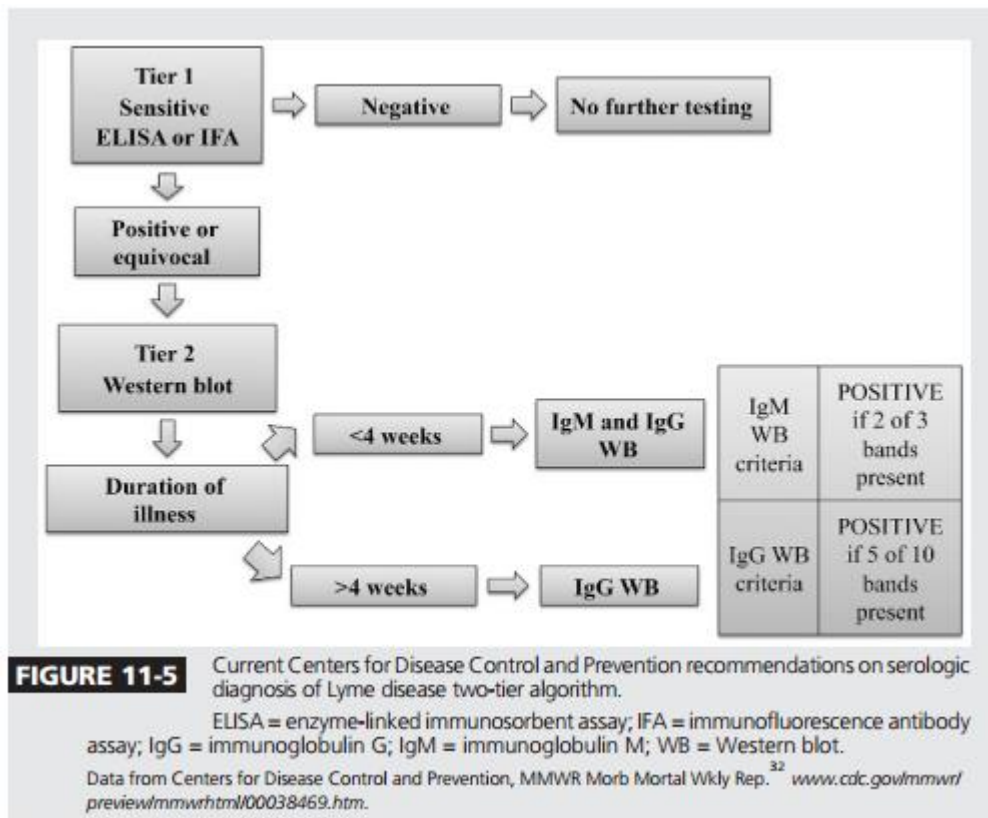 Tier 1
Sensitive
ELISA or IFA
Negative
No further testing
Positive or
equivocal
Tier 2
Western blot
Duration of
illness
<4 weeks
IgM and IgG
WB
>4 weeks
IgG WB
IgM
WB
criteria
POSITIVE
if 2 of 3
bands
present
IgG WB
criteria
POSITIVE
if 5 of 10
bands
present
FIGURE 11-5
Current Centers for Disease Control and Prevention recommendations on serologic
diagnosis of Lyme disease two-tier algorithm.
ELISA = enzyme-linked immunosorbent assay; IFA = immunofluorescence antibody
assay; IgG = immunoglobulin G; IgM = immunoglobulin M; WB = Western blot.
Data from Centers for Disease Control and Prevention, MMWR Morb Mortal Wkly Rep.32 www.cdc.gov/mmwr/
preview/mmwrhtml/00038469.htm.